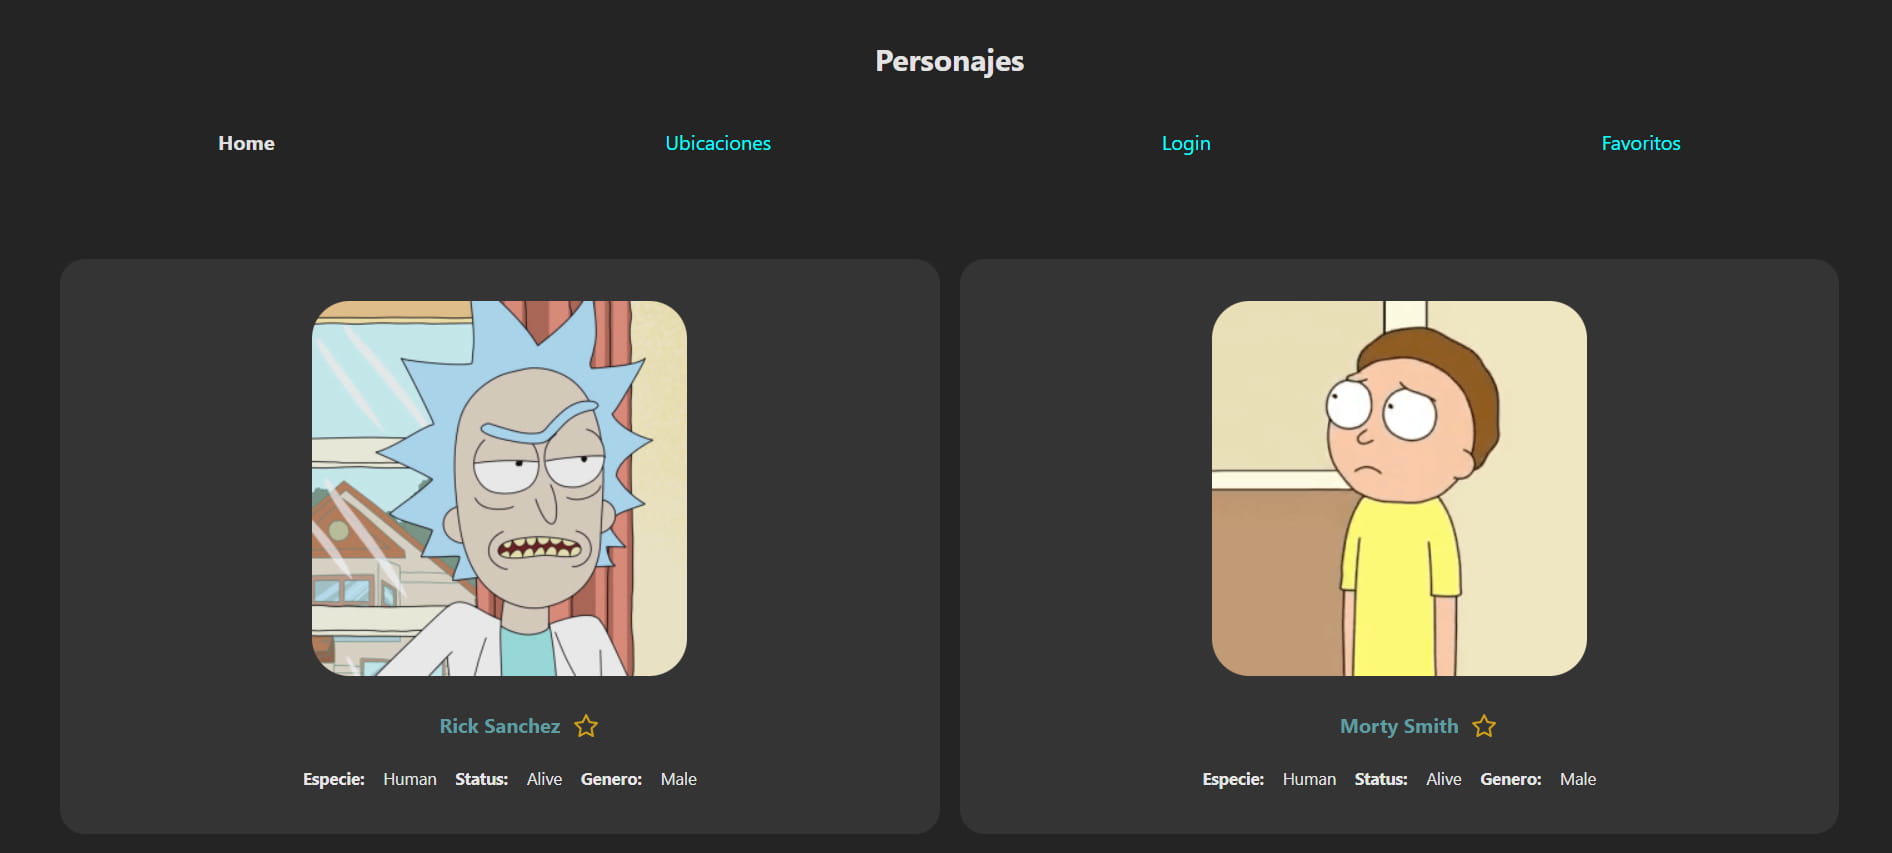 Personajes
Home Ubicaciones Login Favoritos
Rick Sanchez
Especie: Human Status: Alive Genero: Male
Morty Smith
Especie: Human Status: Alive Genero: Male